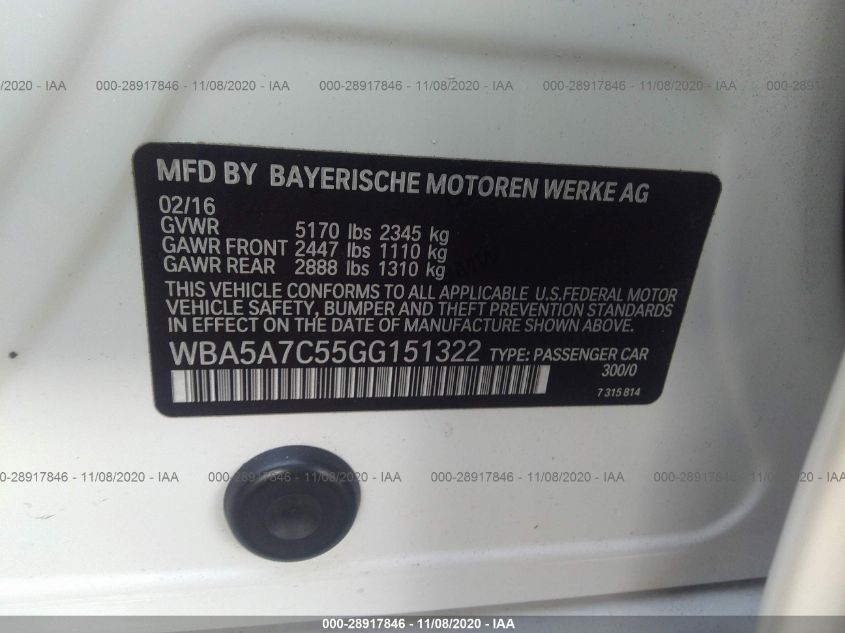 /2020 - IAA 000-28917846 - 11/08/2020 - IAA 000-28917846 - 11/08/2020 - IAA 000-28917846 - 11/08/2020
MFD BY BAYERISCHE MOTOREN WERKE AG
02/16
GVWR 5170 lbs 2345 kg
GAWR FRONT 2447 lbs 1110 kg
GAWR REAR 2888 lbs 1310 kg
THIS VEHICLE CONFORMS TO ALL APPLICABLE U.S.FEDERAL MOTOR
VEHICLE SAFETY, BUMPER AND THEFT PREVENTION STANDARDS
IN EFFECT ON THE DATE OF MANUFACTURE SHOWN ABOVE.
WBA5A7C55GG151322 TYPE: PASSENGER CAR
300/0
7 315 814
000-28917846 - 11/08/2020 - IAA 000-28917846 - 11/08/2020 - IAA 000-28917846 - 11/08/2020 - IAA 000-28917846
000-28917846 - 11/08/2020 - IAA